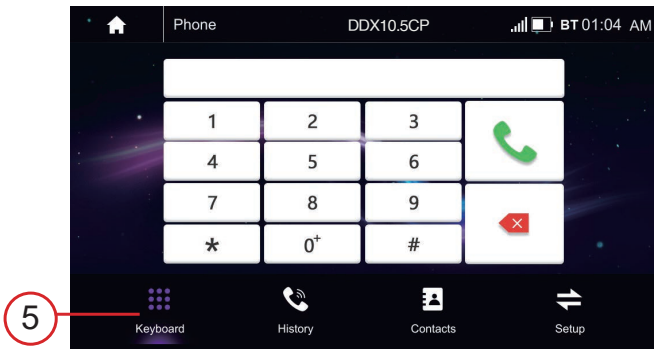 Phone DDX10.5CP BT 01:04 AM
1 2 3
4 5 6
7 8 9
* 0+ #
5
Keyboard History Contacts Setup